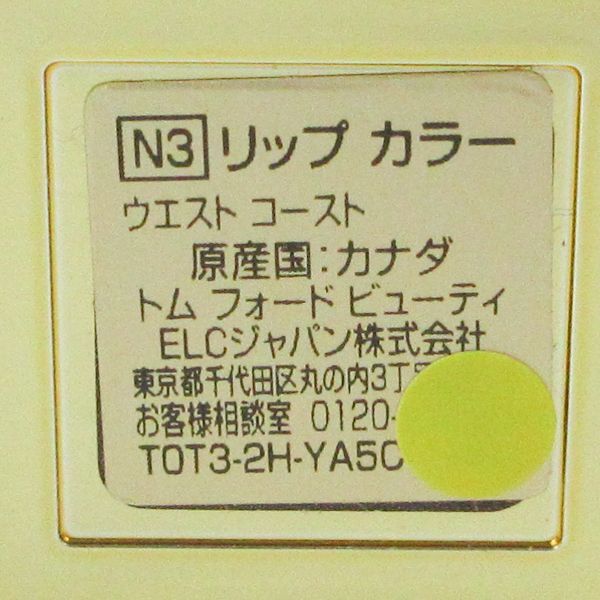 N3 リップ カラー
ウエスト コースト
原産国:カナダ
トム フォード ビューティ
ELCジャパン株式会社
東京都千代田区丸の内3丁
お客様相談室 0120-
TOT3-2H-YA5C